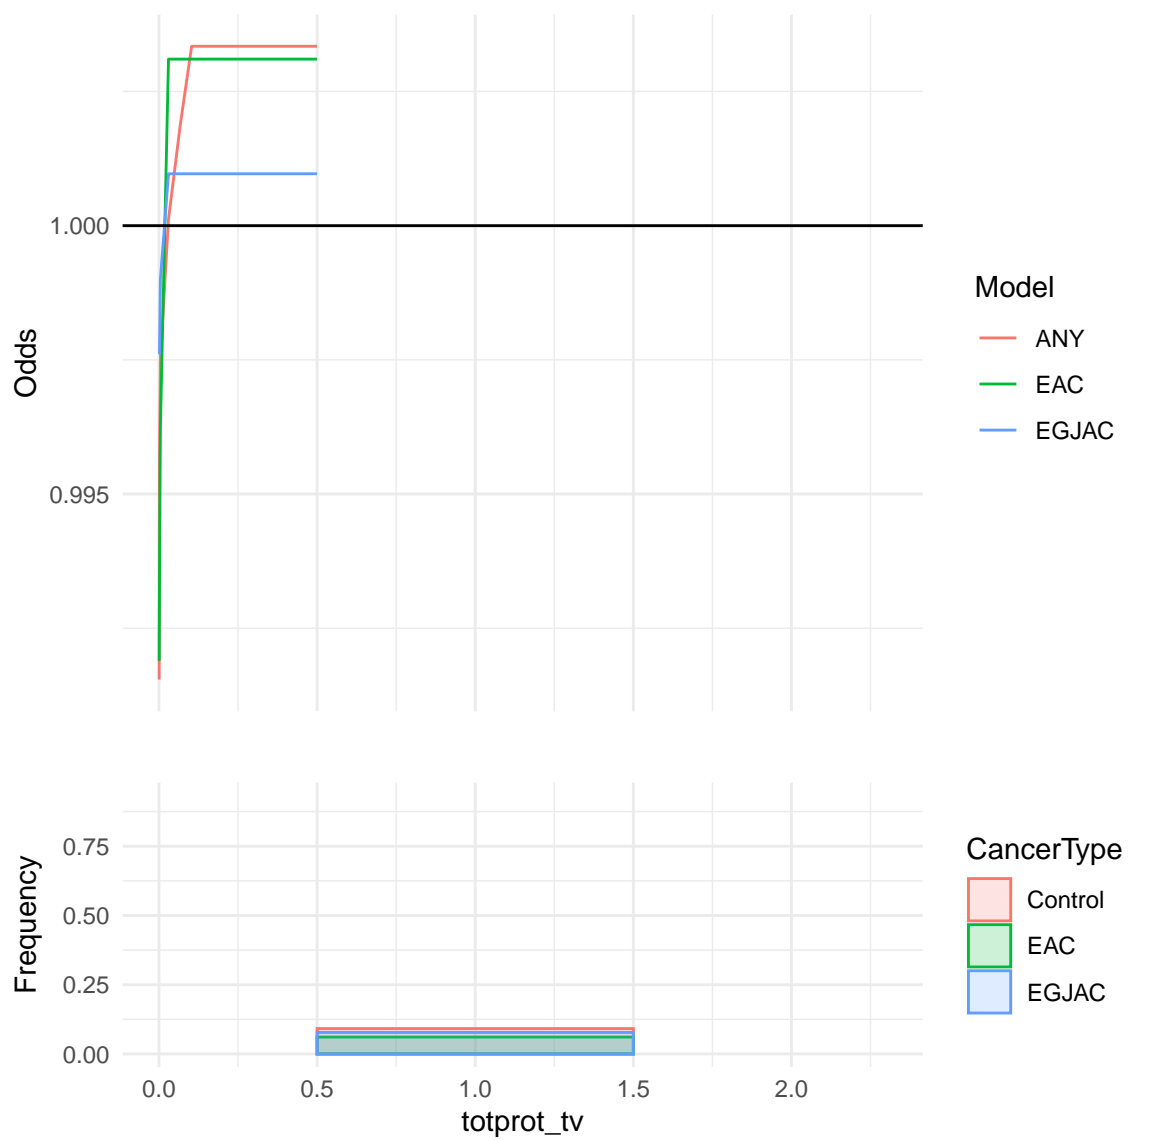 1.000
0.995
Odds
Model
ANY
EAC
EGJAC
0.75
0.50
0.25
0.00
Frequency
0.0
0.5
1.0
1.5
2.0
totprot_tv
CancerType
Control
EAC
EGJAC